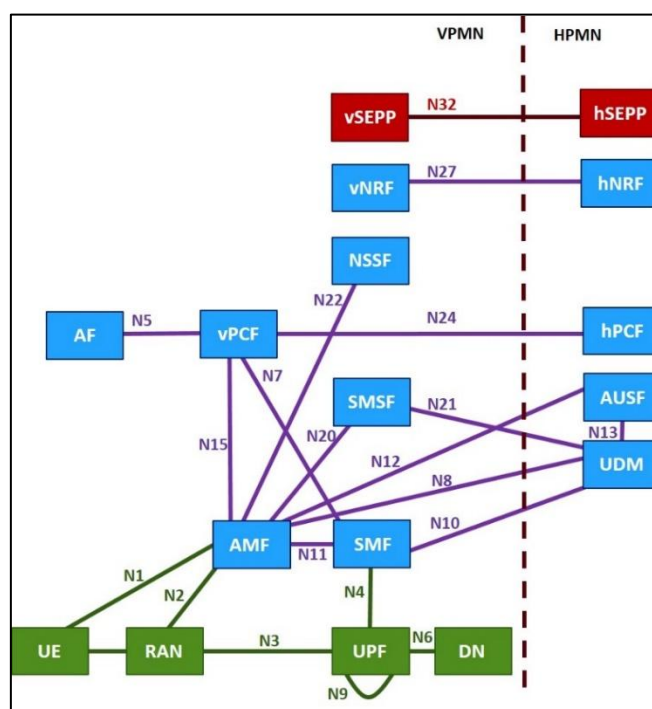 VPMN HPMN
vSEPP N32 hSEPP
vNRF N27 hNRF
NSSF
N22
AF N5 vPCF N24 hPCF
N7
SMSF N21 AUSF
N15 N20 N12 N13
N8 UDM
N10
AMF N11 SMF
N1 N2 N4
UE RAN N3 UPF N6 DN
N9